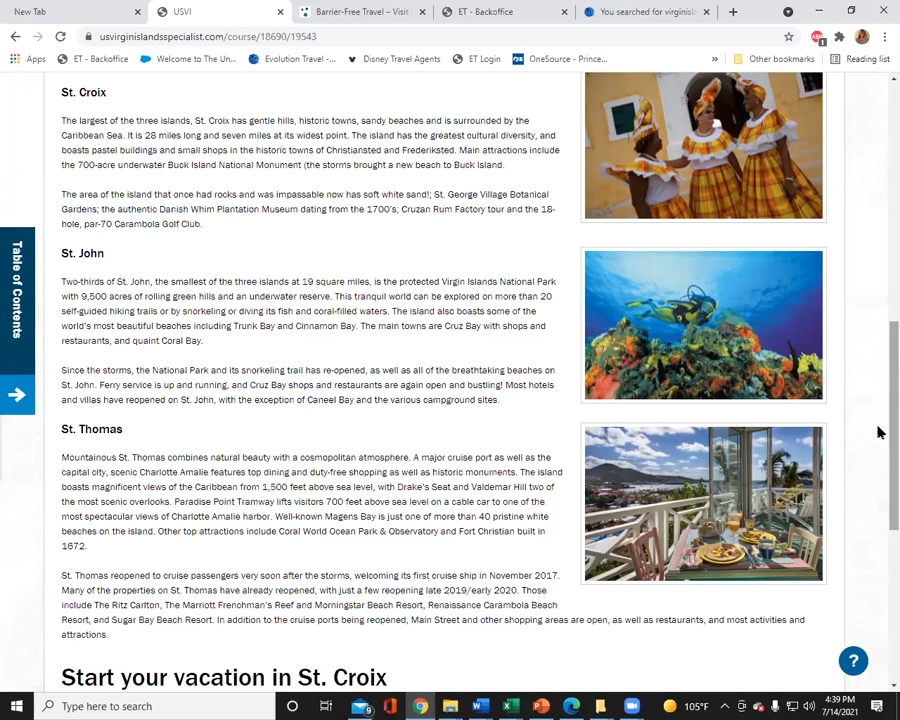 New Tab
USVI
Barrier-Free Travel – Visit
ET - Backoffice
You searched for virginisl
usvirginislandsspecialist.com/course/18690/19543
Apps
ET - Backoffice
Welcome to The Un...
Evolution Travel -...
Disney Travel Agents
ET Login
OneSource - Prince...
»
Other bookmarks
Reading list
St. Croix
The largest of the three islands, St. Croix has gentle hills, historic towns, sandy beaches and is surrounded by the
Caribbean Sea. It is 28 miles long and seven miles at its widest point. The island has the greatest cultural diversity, and
boasts pastel buildings and small shops in the historic towns of Christiansted and Frederiksted. Main attractions include
the 700-acre underwater Buck Island National Monument (the storms brought a new beach to Buck Island.
The area of the island that once had rocks and was impassable now has soft white sand!; St. George Village Botanical
Gardens; the authentic Danish Whim Plantation Museum dating from the 1700's; Cruzan Rum Factory tour and the 18-
hole, par-70 Carambola Golf Club.
Table of Contents
St. John
Two-thirds of St. John, the smallest of the three islands at 19 square miles, is the protected Virgin Islands National Park
with 9,500 acres of rolling green hills and an underwater reserve. This tranquil world can be explored on more than 20
self-guided hiking trails or by snorkeling or diving its fish and coral-filled waters. The island also boasts some of the
world's most beautiful beaches including Trunk Bay and Cinnamon Bay. The main towns are Cruz Bay with shops and
restaurants, and quaint Coral Bay.
Since the storms, the National Park and its snorkeling trail has re-opened, as well as all of the breathtaking beaches on
St. John. Ferry service is up and running, and Cruz Bay shops and restaurants are again open and bustling! Most hotels
and villas have reopened on St. John, with the exception of Caneel Bay and the various campground sites.
St. Thomas
Mountainous St. Thomas combines natural beauty with a cosmopolitan atmosphere. A major cruise port as well as the
capital city, scenic Charlotte Amalie features top dining and duty-free shopping as well as historic monuments. The island
boasts magnificent views of the Caribbean from 1,500 feet above sea level, with Drake's Seat and Valdemar Hill two of
the most scenic overlooks. Paradise Point Tramway lifts visitors 700 feet above sea level on a cable car to one of the
most spectacular views of Charlotte Amalie harbor. Well-known Magens Bay is just one of more than 40 pristine white
beaches on the island. Other top attractions include Coral World Ocean Park & Observatory and Fort Christian built in
1672.
St. Thomas reopened to cruise passengers very soon after the storms, welcoming its first cruise ship in November 2017.
Many of the properties on St. Thomas have already reopened, with just a few reopening late 2019/early 2020. Those
include The Ritz Carlton, The Marriott Frenchman's Reef and Morningstar Beach Resort, Renaissance Carambola Beach
Resort, and Sugar Bay Beach Resort. In addition to the cruise ports being reopened, Main Street and other shopping areas are open, as well as restaurants, and most activities and
attractions.
Start your vacation in St. Croix
?
Type here to search
9
105°F
4:39 PM
7/14/2021